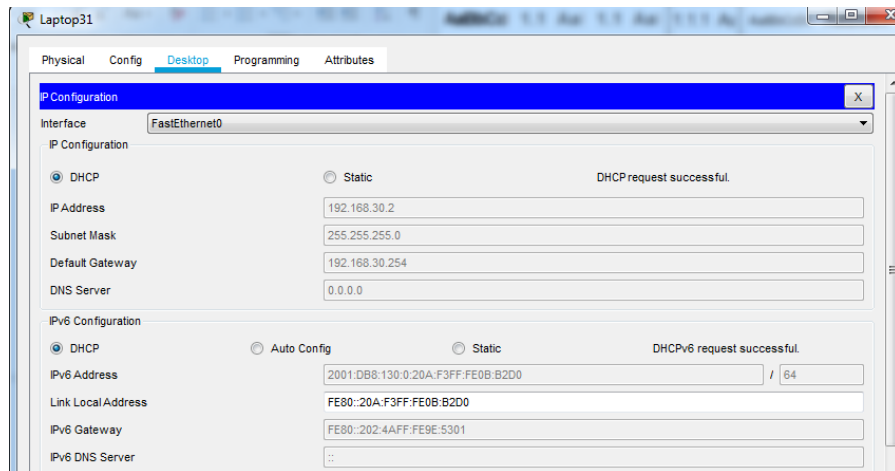 Laptop31
Physical Config Desktop Programming Attributes
IP Configuration X
Interface FastEthernet0
IP Configuration
DHCP Static DHCP request successful.
IP Address 192.168.30.2
Subnet Mask 255.255.255.0
Default Gateway 192.168.30.254
DNS Server 0.0.0.0
IPv6 Configuration
DHCP Auto Config Static DHCPv6 request successful.
IPv6 Address 2001:DB8:130:0:20A:F3FF:FE0B:B2D0 / 64
Link Local Address FE80::20A:F3FF:FE0B:B2D0
IPv6 Gateway FE80::202:4AFF:FE9E:5301
IPv6 DNS Server ::